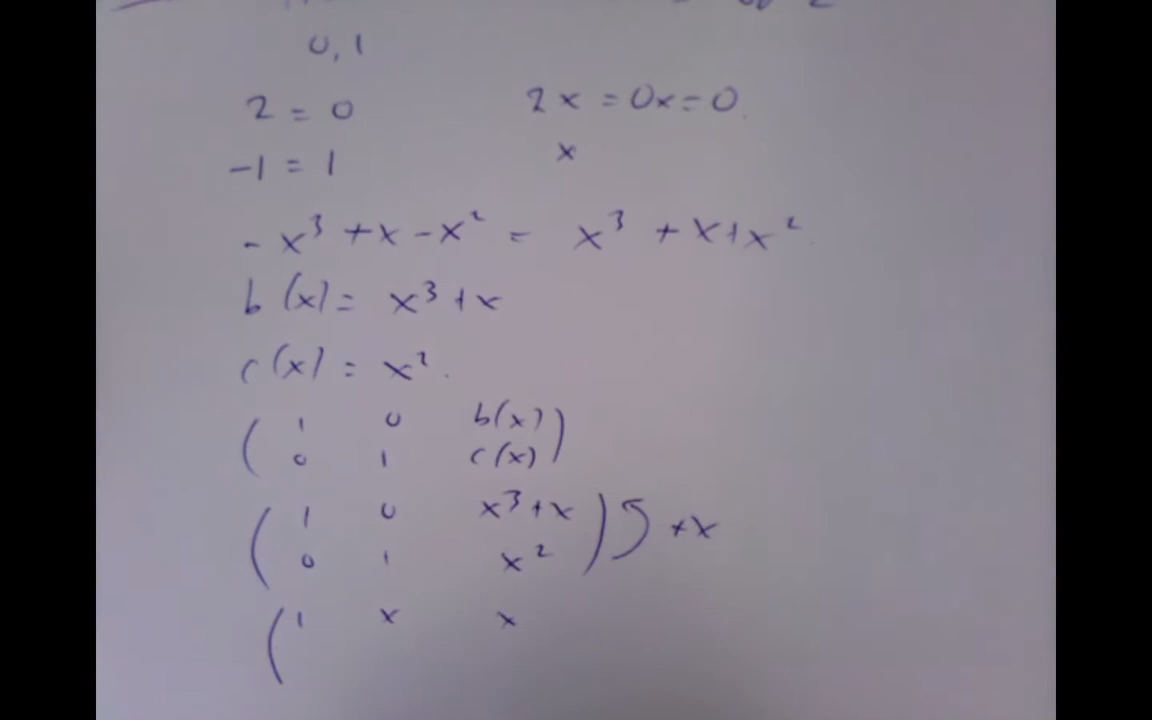 0, 1
2 = 0 2x = 0x = 0.
-1 = 1 x
- x³ + x - x² = x³ + x + x²
b(x) = x³ + x
c(x) = x².
( 1 0 b(x) )
0 1 c(x)
( 1 0 x³ + x ) +x
0 1 x²
( 1 x x